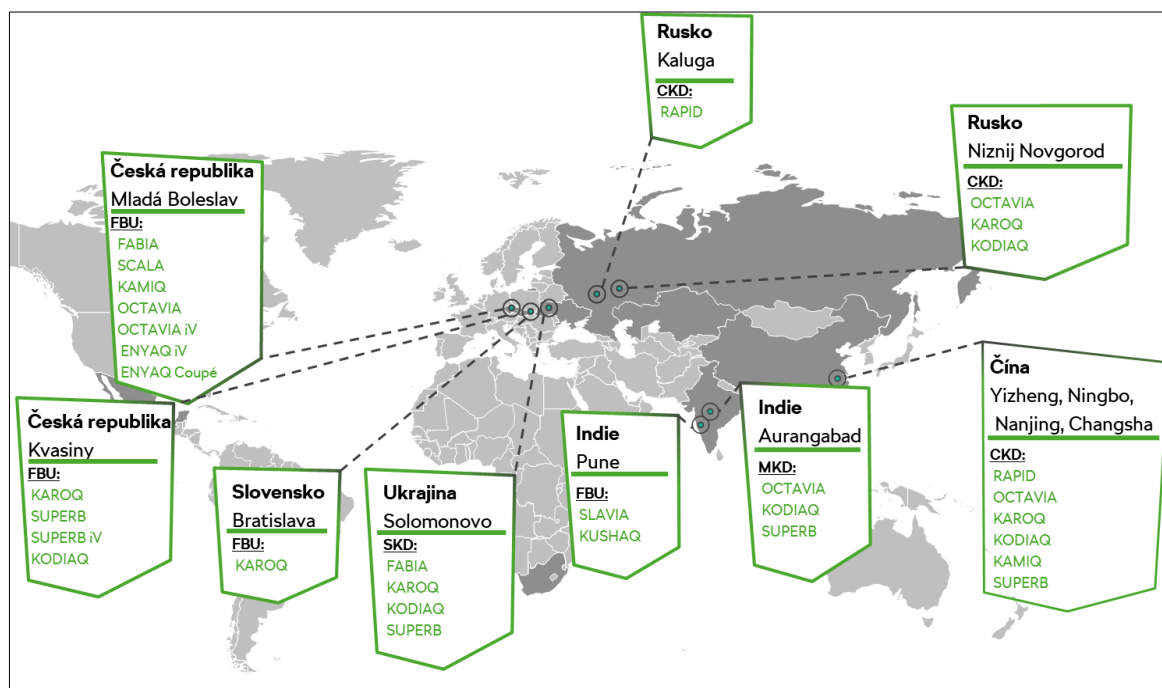 Rusko
Kaluga
CKD:
RAPID
Rusko
Niznij Novgorod
CKD:
OCTAVIA
KAROQ
KODIAQ
Česká republika
Mladá Boleslav
FBU:
FABIA
SCALA
KAMIQ
OCTAVIA
OCTAVIA iV
ENYAQ iV
ENYAQ Coupé
Česká republika
Kvasiny
FBU:
KAROQ
SUPERB
SUPERB iV
KODIAQ
Slovensko
Bratislava
FBU:
KAROQ
Ukrajina
Solomonovo
SKD:
FABIA
KAROQ
KODIAQ
SUPERB
Indie
Pune
FBU:
SLAVIA
KUSHAQ
Indie
Aurangabad
MKD:
OCTAVIA
KODIAQ
SUPERB
Čína
Yizheng, Ningbo,
Nanjing, Changsha
CKD:
RAPID
OCTAVIA
KAROQ
KODIAQ
KAMIQ
SUPERB